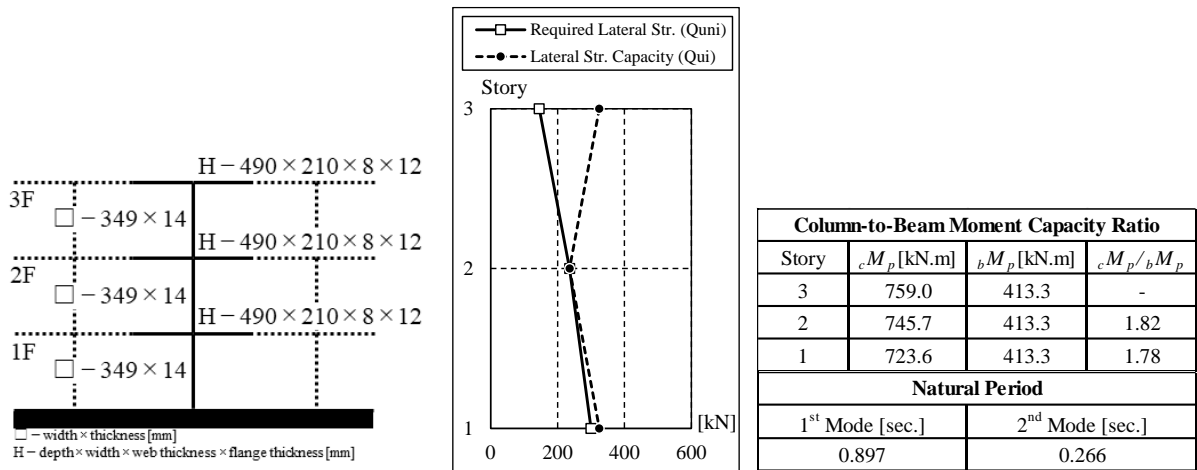 H－490×210×8×12
3F
□－349×14
H－490×210×8×12
2F
□－349×14
H－490×210×8×12
1F
□－349×14
□－width×thickness[mm]
H－depth×width×web thickness×flange thickness[mm]
Required Lateral Str. (Quni)
Lateral Str. Capacity (Qui)
Story
3
0 200 400 600
2
1
[kN]
Column-to-Beam Moment Capacity Ratio
Story cMp[kN.m] bMp[kN.m] cMp/bMp
3 759.0 413.3 -
2 745.7 413.3 1.82
1 723.6 413.3 1.78
Natural Period
1st Mode [sec.] 2nd Mode [sec.]
0.897 0.266